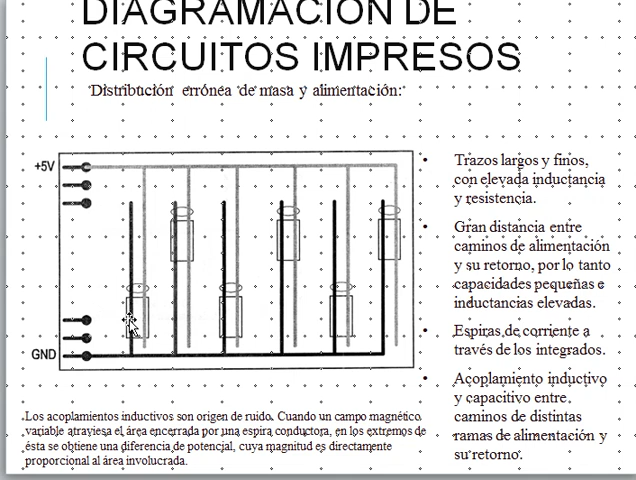 DIAGRAMACIÓN DE
CIRCUITOS IMPRESOS
Distribución errónea de masa y alimentación:
+5V
GND
Trazos largos y finos,
con elevada inductancia
y resistencia.
Gran distancia entre
caminos de alimentación
y su retorno, por lo tanto
capacidades pequeñas e
inductancias elevadas.
Espiras de corriente a
través de los integrados.
Acoplamiento inductivo
y capacitivo entre
caminos de distintas
ramas de alimentación y
su retorno.
Los acoplamientos inductivos son origen de ruido. Cuando un campo magnético
variable atraviesa el área encerrada por una espira conductora, en los extremos de
ésta se obtiene una diferencia de potencial, cuya magnitud es directamente
proporcional al área involucrada.